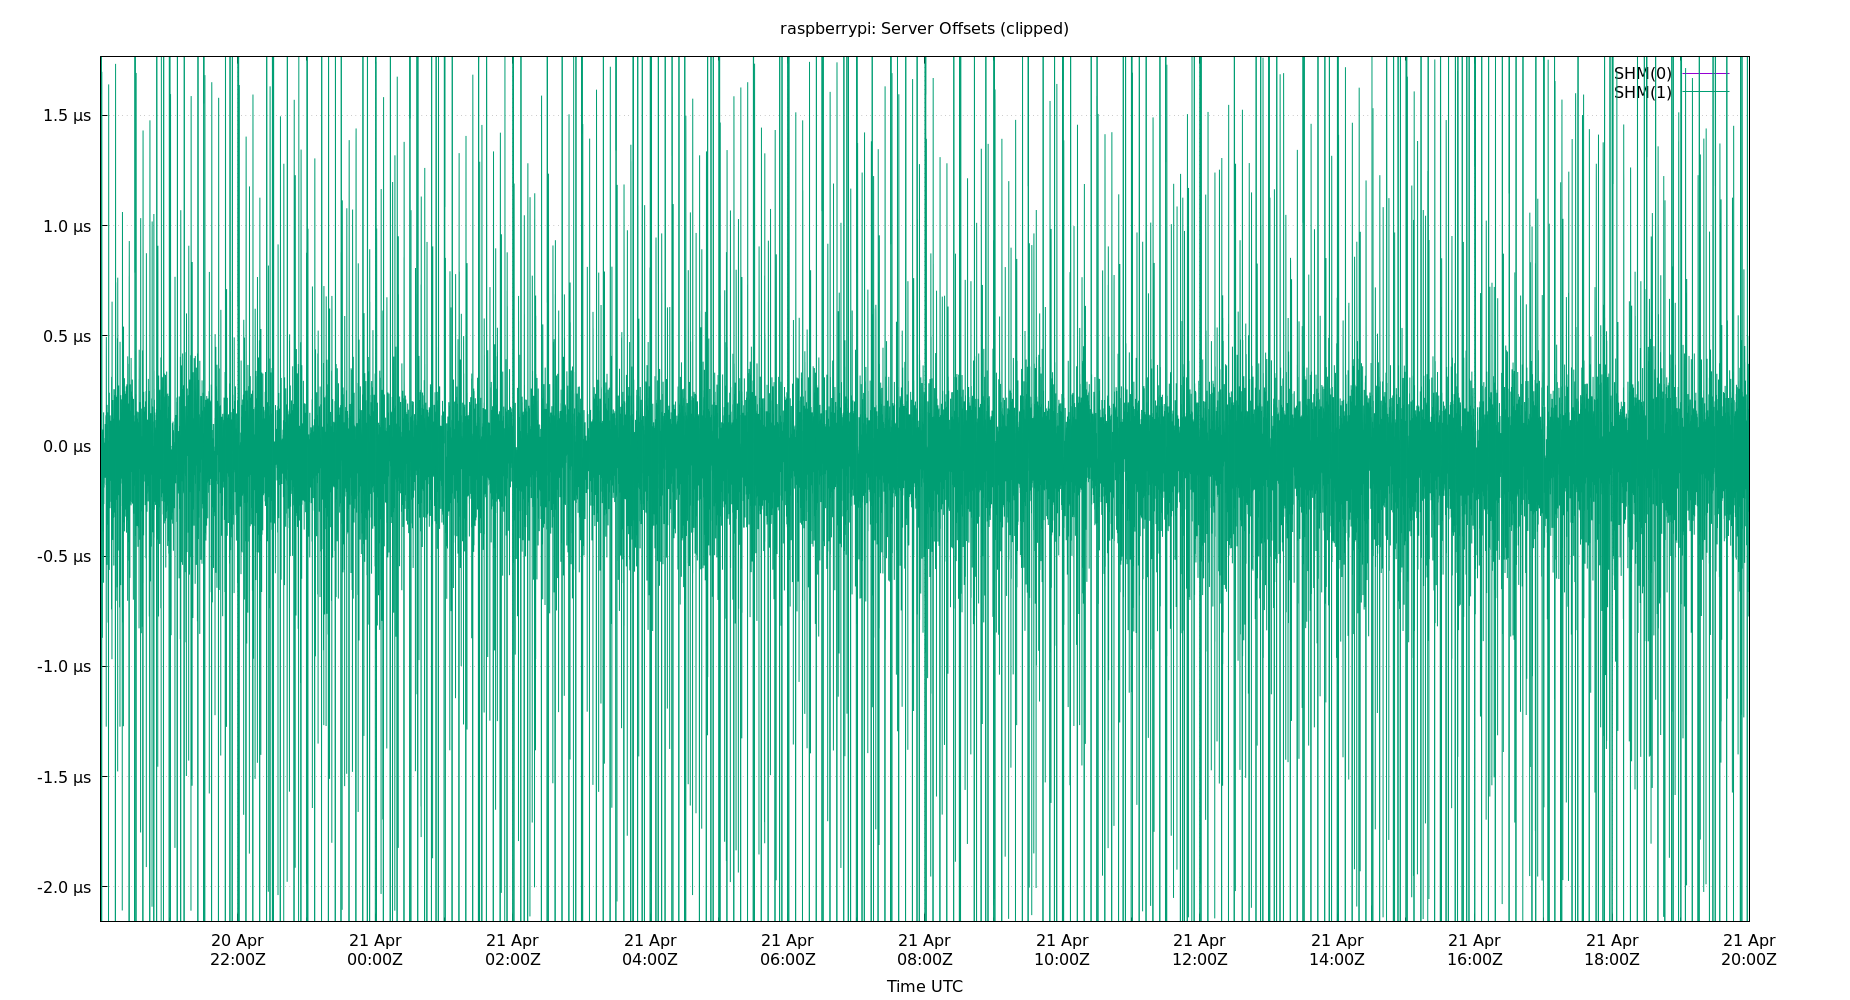 raspberrypi: Server Offsets (clipped)
SHM(0)
SHM(1)
1.5 µs
1.0 µs
0.5 µs
0.0 µs
-0.5 µs
-1.0 µs
-1.5 µs
-2.0 µs
20 Apr 21 Apr 21 Apr 21 Apr 21 Apr 21 Apr 21 Apr 21 Apr 21 Apr 21 Apr 21 Apr 21 Apr
22:00Z 00:00Z 02:00Z 04:00Z 06:00Z 08:00Z 10:00Z 12:00Z 14:00Z 16:00Z 18:00Z 20:00Z
Time UTC